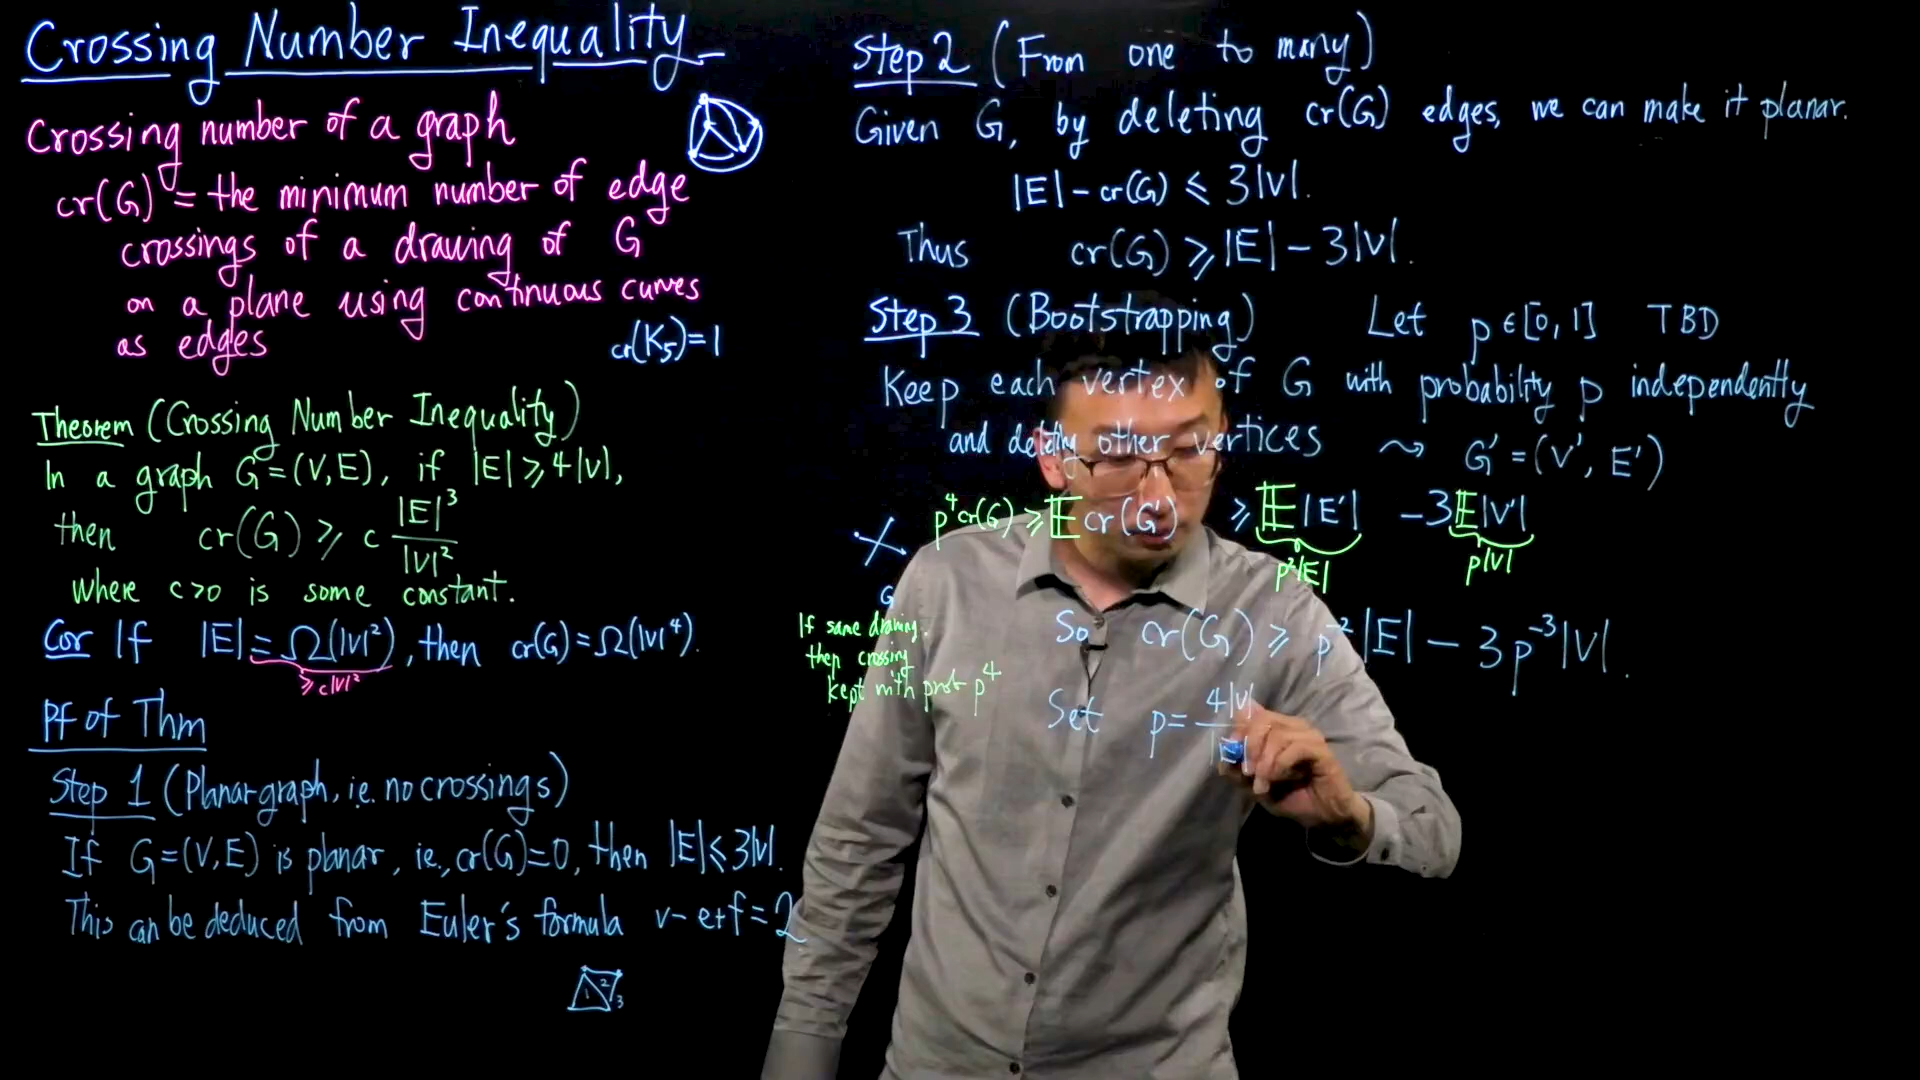 Crossing Number Inequality
Crossing number of a graph
cr(G) = the minimum number of edge
crossings of a drawing of G
on a plane using continuous curves
as edges
cr(K₅)=1
Theorem (Crossing Number Inequality)
In a graph G=(V,E), if |E| ⩾ 4|V|,
then cr(G) ⩾ c |E|³ / |V|²
where c>0 is some constant.
Cor If |E| = Ω(|V|²), then cr(G)=Ω(|V|⁴).
⩾ c|V|²
Pf of Thm
Step 1 (Planar graph, i.e. no crossings)
If G=(V,E) is planar, i.e., cr(G)=0, then |E|⩽3|V|.
This can be deduced from Euler's formula v-e+f=2
1 2 3
Step 2 (From one to many)
Given G, by deleting cr(G) edges, we can make it planar.
|E|-cr(G) ⩽ 3|V|.
Thus cr(G) ⩾ |E| - 3|V|.
Step 3 (Bootstrapping) Let p∈[0,1] TBD
Keep each vertex of G with probability p independently
and other vertices ⇝ G'=(V', E')
p⁴cr(G) ⩾ 𝔼 cr(G') ⩾ 𝔼|E'| -3𝔼|V'|
p²|E| p|V|
G
If same drawing.
then crossing
kept with prob p⁴
So cr(G) ⩾ p⁻²|E| - 3p⁻³|V|.
Set p= 4|V| / |E|